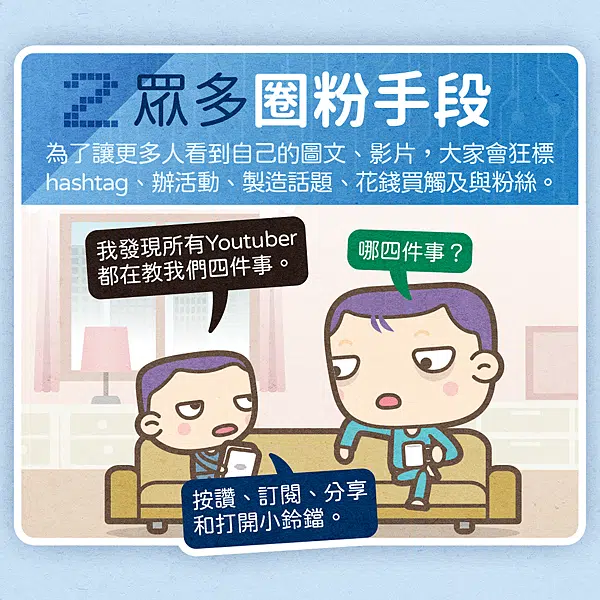 2 眾多圈粉手段
為了讓更多人看到自己的圖文、影片，大家會狂標
hashtag、辦活動、製造話題、花錢買觸及與粉絲。
我發現所有Youtuber
都在教我們四件事。
哪四件事？
按讚、訂閱、分享
和打開小鈴鐺。